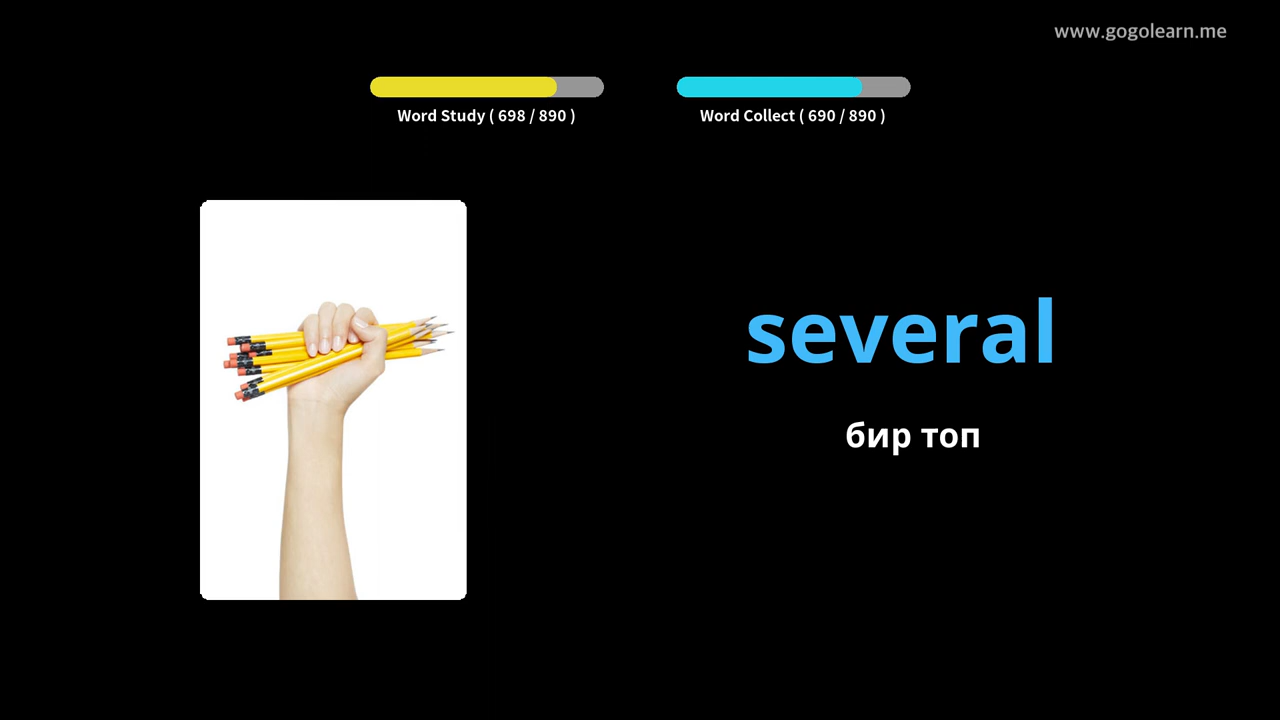 www.gogolearn.me
Word Study ( 698 / 890 )
Word Collect ( 690 / 890 )
several
бир топ